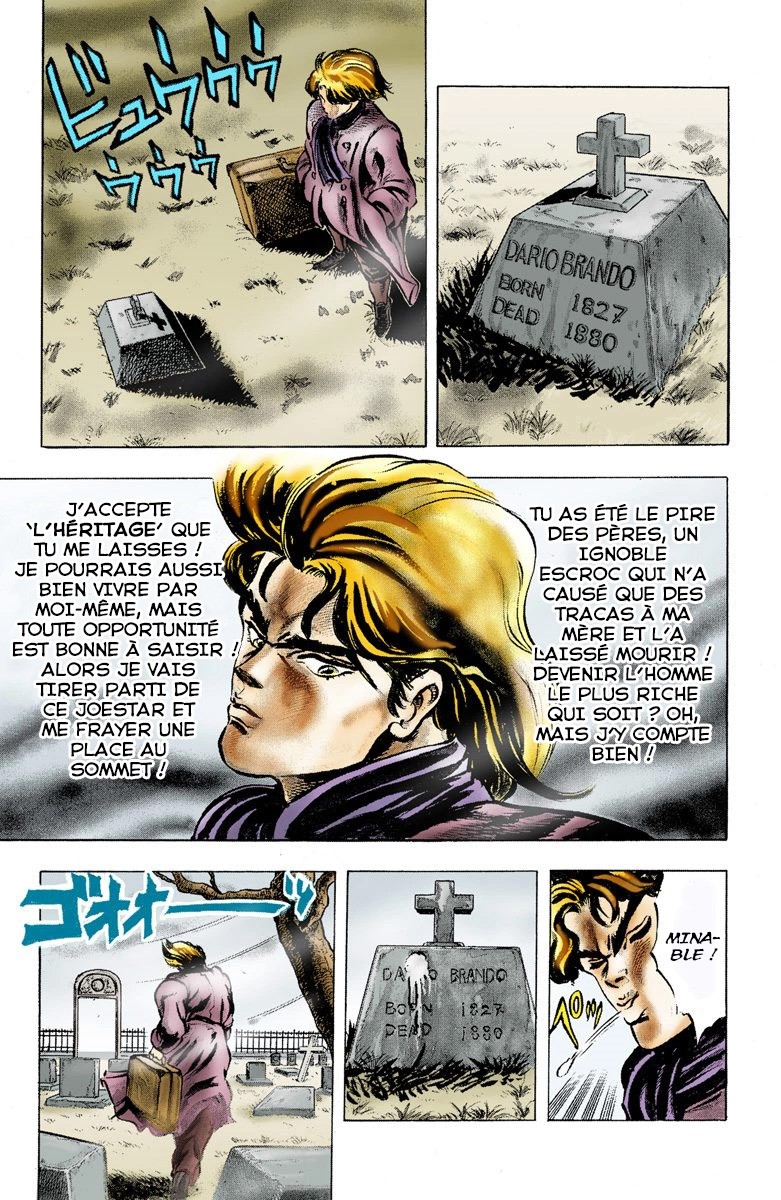 DARIO BRANDO
BORN 1827
DEAD 1880
ビュウウウ
ウウウ
TU AS ÉTÉ LE PIRE
DES PÈRES, UN
IGNOBLE
ESCROC QUI N'A
CAUSÉ QUE DES
TRACAS À MA
MÈRE ET L'A
LAISSÉ MOURIR !
DEVENIR L'HOMME
LE PLUS RICHE
QUI SOIT ? OH,
MAIS J'Y COMPTE
BIEN !
J'ACCEPTE
'L'HÉRITAGE' QUE
TU ME LAISSES !
JE POURRAIS AUSSI
BIEN VIVRE PAR
MOI-MÊME, MAIS
TOUTE OPPORTUNITÉ
EST BONNE À SAISIR !
ALORS JE VAIS
TIRER PARTI DE
CE JOESTAR ET
ME FRAYER UNE
PLACE AU
SOMMET !
MINA-
BLE !
ペッ
DARIO BRANDO
BORN 1827
DEAD 1880
ゴオオーーッ